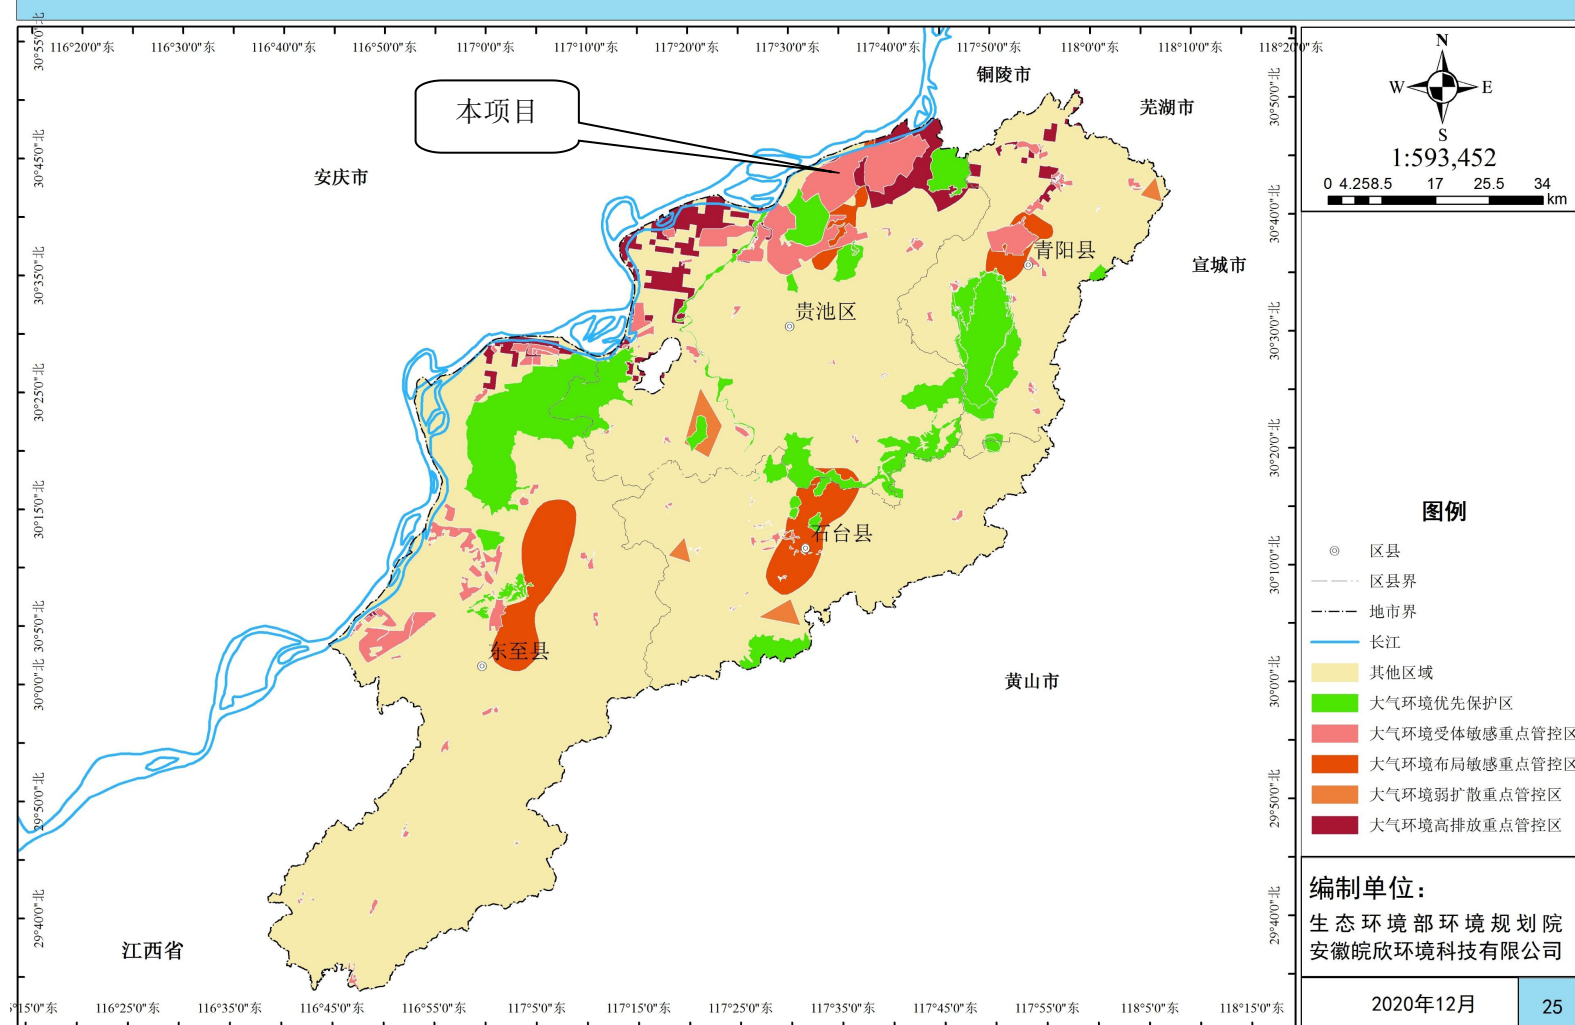 116°20'0"东 116°30'0"东 116°40'0"东 116°50'0"东 117°0'0"东 117°10'0"东 117°20'0"东 117°30'0"东 117°40'0"东 117°50'0"东 118°0'0"东 118°10'0"东 118°20'0"东
30°55'0"北
30°45'0"北
30°35'0"北
30°25'0"北
30°15'0"北
30°5'0"北
30°0'0"北
29°50'0"北
29°40'0"北
本项目
铜陵市
芜湖市
安庆市
宣城市
青阳县
贵池区
石台县
东至县
黄山市
江西省
30°50'0"北
30°40'0"北
30°30'0"北
30°20'0"北
30°10'0"北
30°0'0"北
29°50'0"北
29°40'0"北
5°15'0"东 116°25'0"东 116°35'0"东 116°45'0"东 116°55'0"东 117°5'0"东 117°15'0"东 117°25'0"东 117°35'0"东 117°45'0"东 117°55'0"东 118°5'0"东 118°15'0"东
N
W E
S
1:593,452
0 4.25 8.5 17 25.5 34
km
图例
区县
区县界
地市界
长江
其他区域
大气环境优先保护区
大气环境受体敏感重点管控区
大气环境布局敏感重点管控区
大气环境弱扩散重点管控区
大气环境高排放重点管控区
编制单位：
生态环境部环境规划院
安徽皖欣环境科技有限公司
2020年12月
25